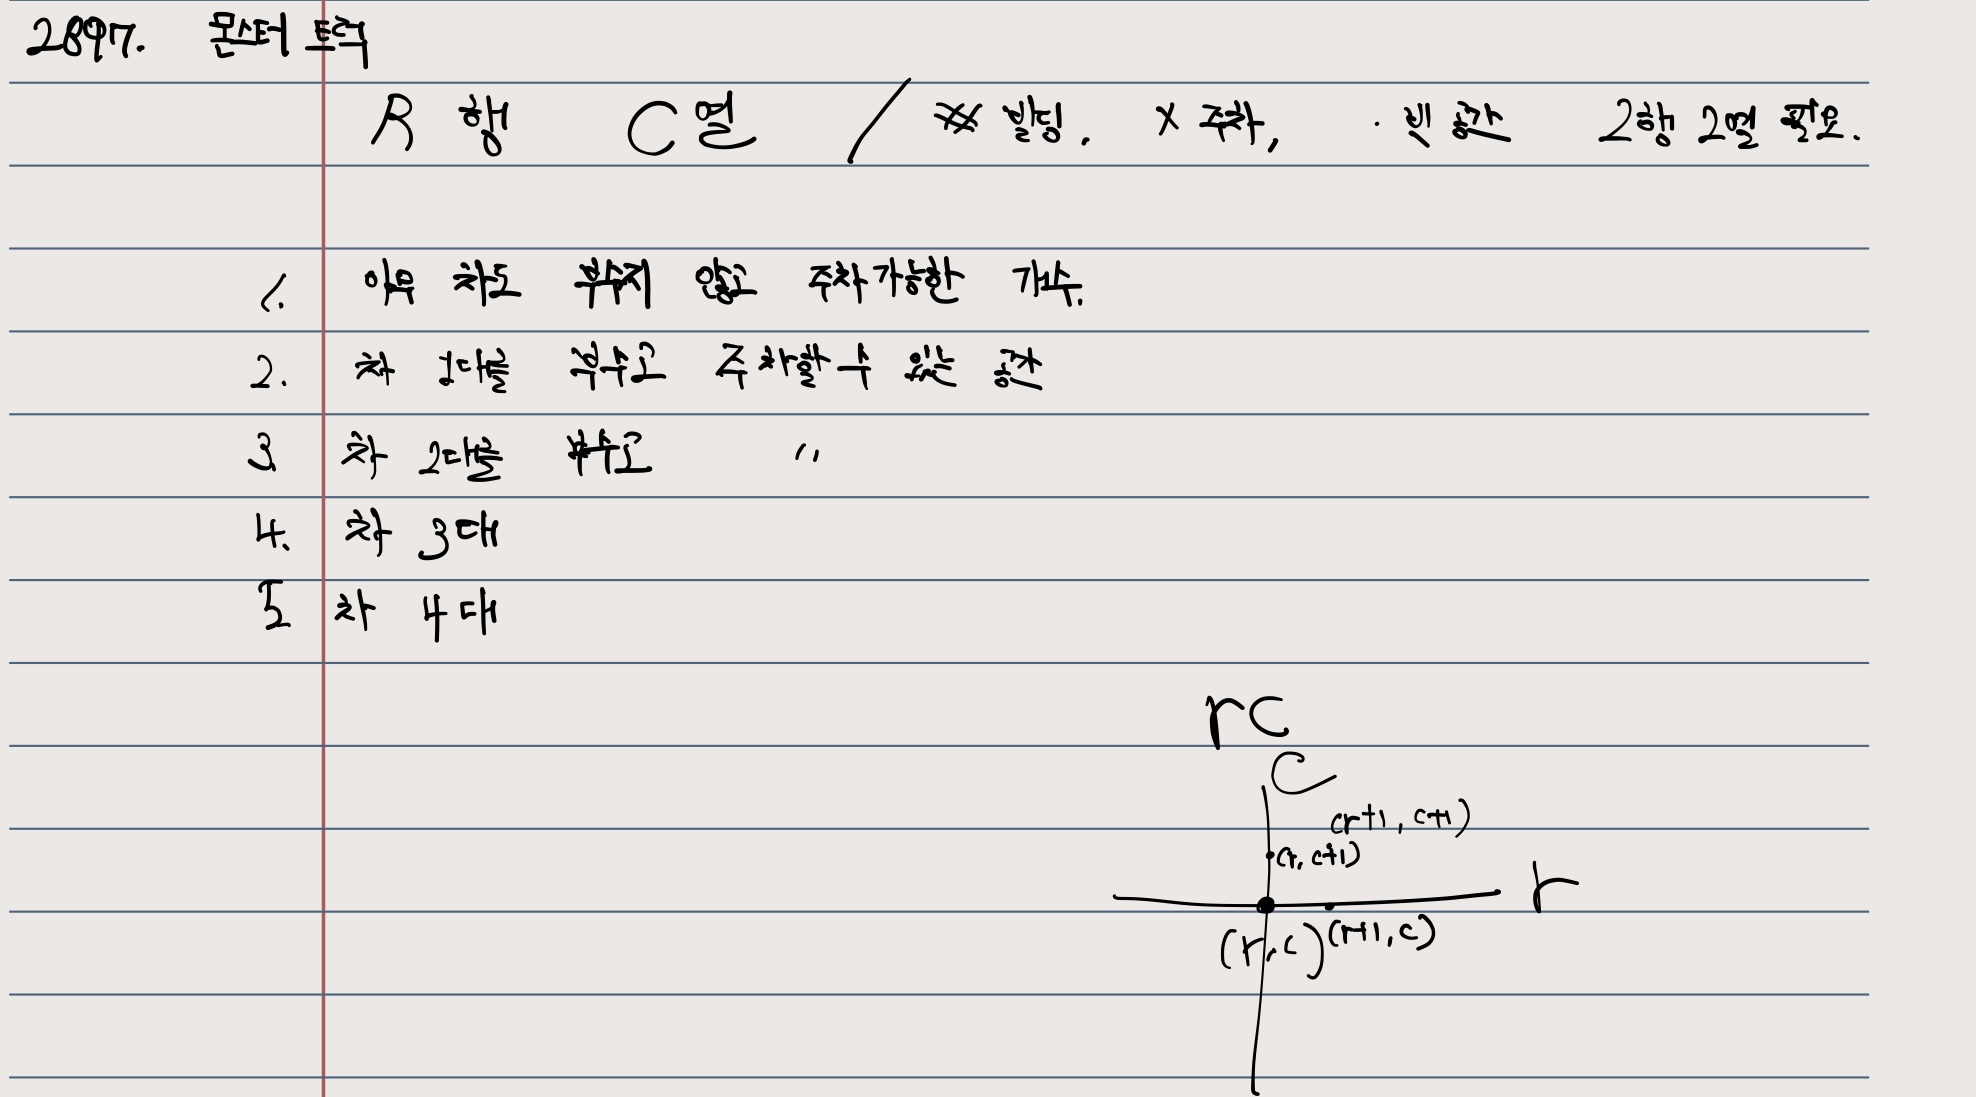 2897. 몬스터 트럭
R 행 C 열 / # 빌딩. X 주차, . 빈 공간 2행 2열 필요.
1. 아무 차도 부수지 않고 주차가능한 개수.
2. 차 1대를 부수고 주차할 수 있는 공간
3 차 2대를 부수고 "
4. 차 3대
5 차 4대
rc
C
(r+1, c+1)
(r, c+1)
r
(r, c) (r+1, c)